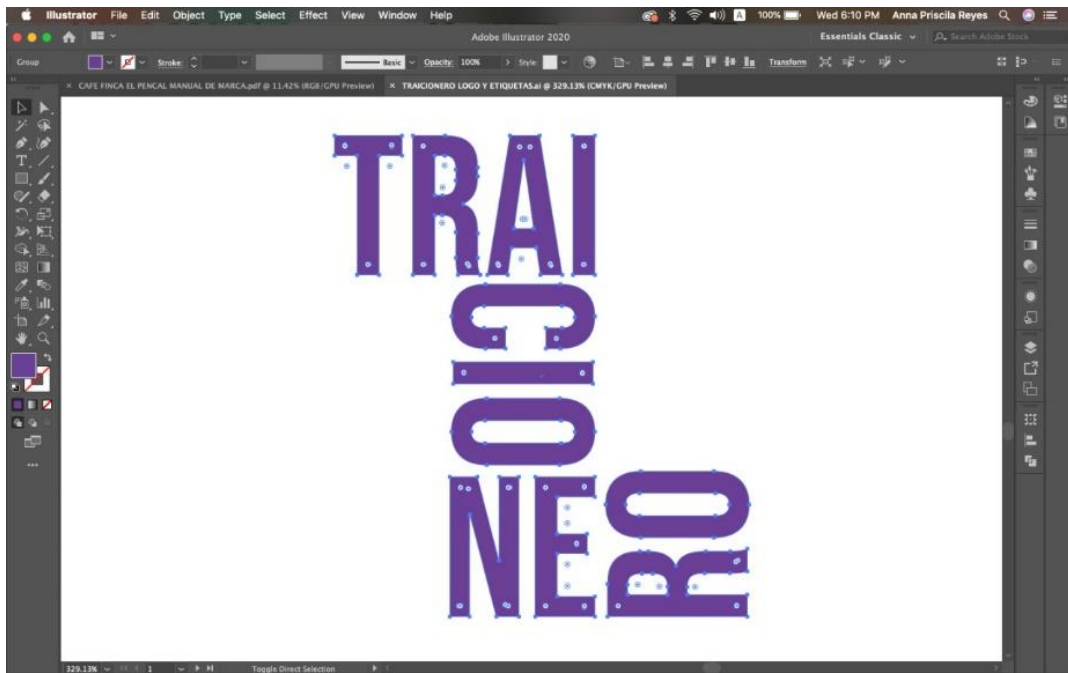 Illustrator File Edit Object Type Select Effect View Window Help 100% Wed 6:10 PM Anna Priscila Reyes
Adobe Illustrator 2020 Essentials Classic Search Adobe Stock
Group Stroke: Basic Opacity: 100% Style: Transform
× CAFE FINCA EL PENCAL MANUAL DE MARCA.pdf @ 11.42% (RGB/GPU Preview) × TRAICIONERO LOGO Y ETIQUETAS.ai @ 329.13% (CMYK/GPU Preview)
TRAI
CIO
NE
RO
329.13% 1 Toggle Direct Selection